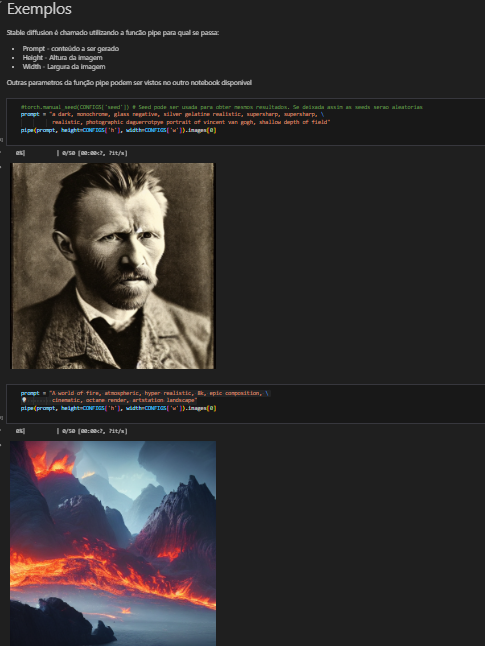 Exemplos
Stable diffusion é chamado utilizando a funcão pipe para qual se passa:
Prompt - conteúdo a ser gerado
Height - Altura da imagem
Width - Largura da imagem
Outras parametros da função pipe podem ser vistos no outro notebook disponivel
#torch.manual_seed(CONFIGS['seed']) # Seed pode ser usada para obter mesmos resultados. Se deixada assim as seeds serao aleatorias
prompt = "a dark, monochrome, glass negative, silver gelatine realistic, supersharp, supersharp, \
realistic, photographic daguerrotpye portrait of vincent van gogh, shallow depth of field"
pipe(prompt, height=CONFIGS['h'], width=CONFIGS['w']).images[0]
0%| | 0/50 [00:00<?, ?it/s]
prompt = "A world of fire, atmospheric, hyper realistic, 8k, epic composition, \
cinematic, octane render, artstation landscape"
pipe(prompt, height=CONFIGS['h'], width=CONFIGS['w']).images[0]
0%| | 0/50 [00:00<?, ?it/s]